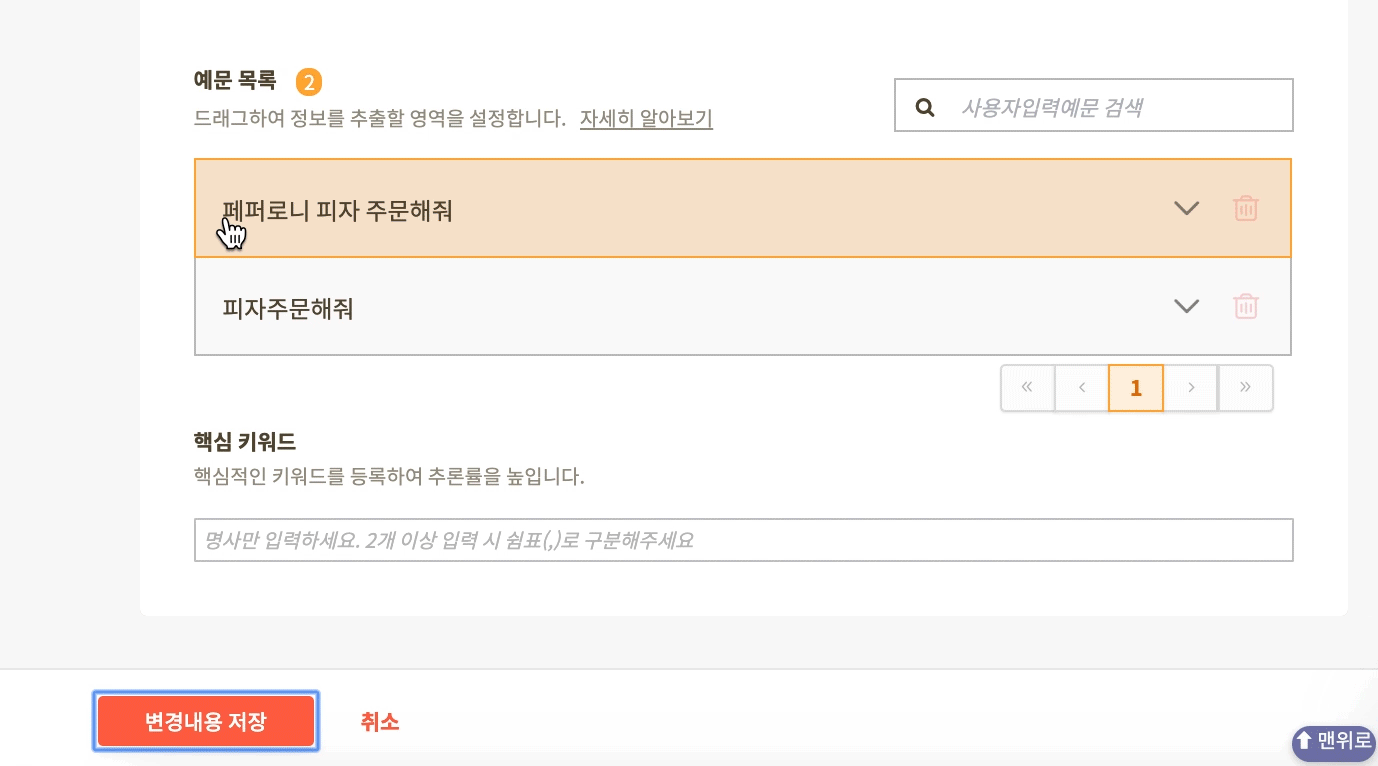 예문 목록 2
드래그하여 정보를 추출할 영역을 설정합니다. 자세히 알아보기
사용자입력예문 검색
페퍼로니 피자 주문해줘
피자주문해줘
« ‹ 1 › »
핵심 키워드
핵심적인 키워드를 등록하여 추론률을 높입니다.
명사만 입력하세요. 2개 이상 입력 시 쉼표(,)로 구분해주세요
변경내용 저장 취소
맨위로